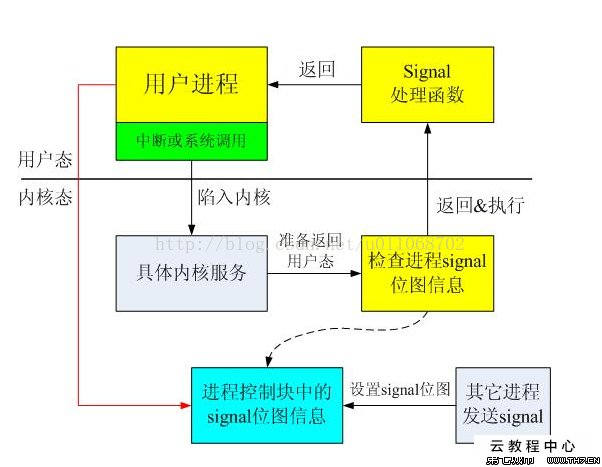 返回
用户进程
Signal
处理函数
中断或系统调用
用户态
内核态
陷入内核
返回&执行
http://blog.csdn.net/u011068702
准备返回
用户态
具体内核服务
检查进程signal
位图信息
进程控制块中的
signal位图信息
设置signal位图
其它进程
发送signal
云教程中心
WWW.TH7.CN